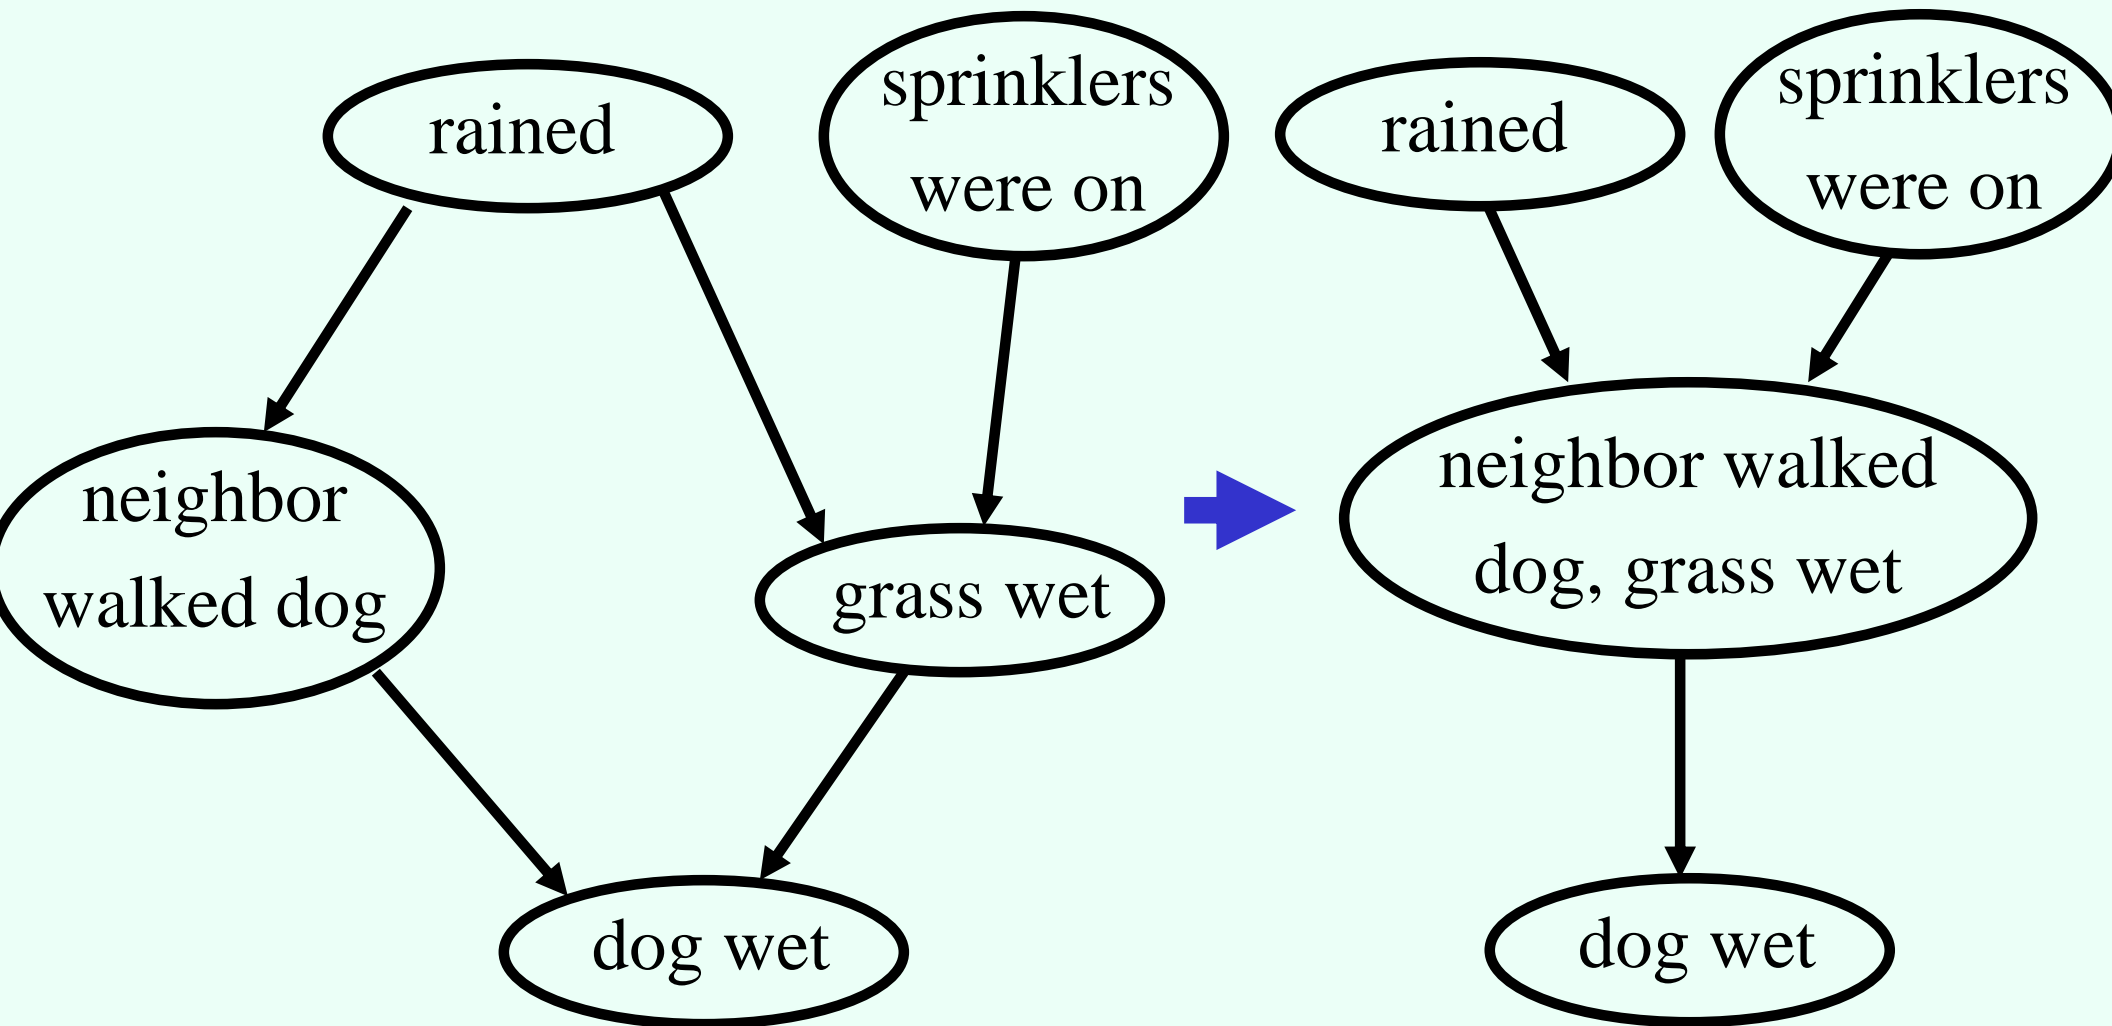 rained
sprinklers
were on
neighbor
walked dog
grass wet
dog wet
rained
sprinklers
were on
neighbor walked
dog, grass wet
dog wet